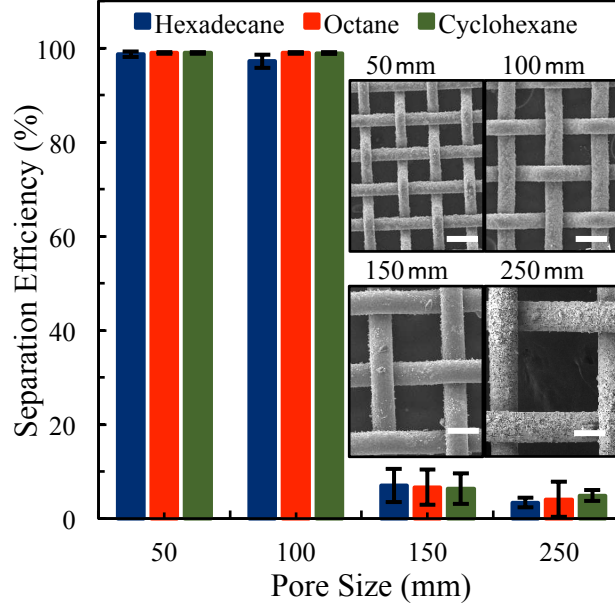 Hexadecane Octane Cyclohexane
100
80
60
40
20
0
Separation Efficiency (%)
50 mm 100 mm
150 mm 250 mm
50 100 150 250
Pore Size (mm)